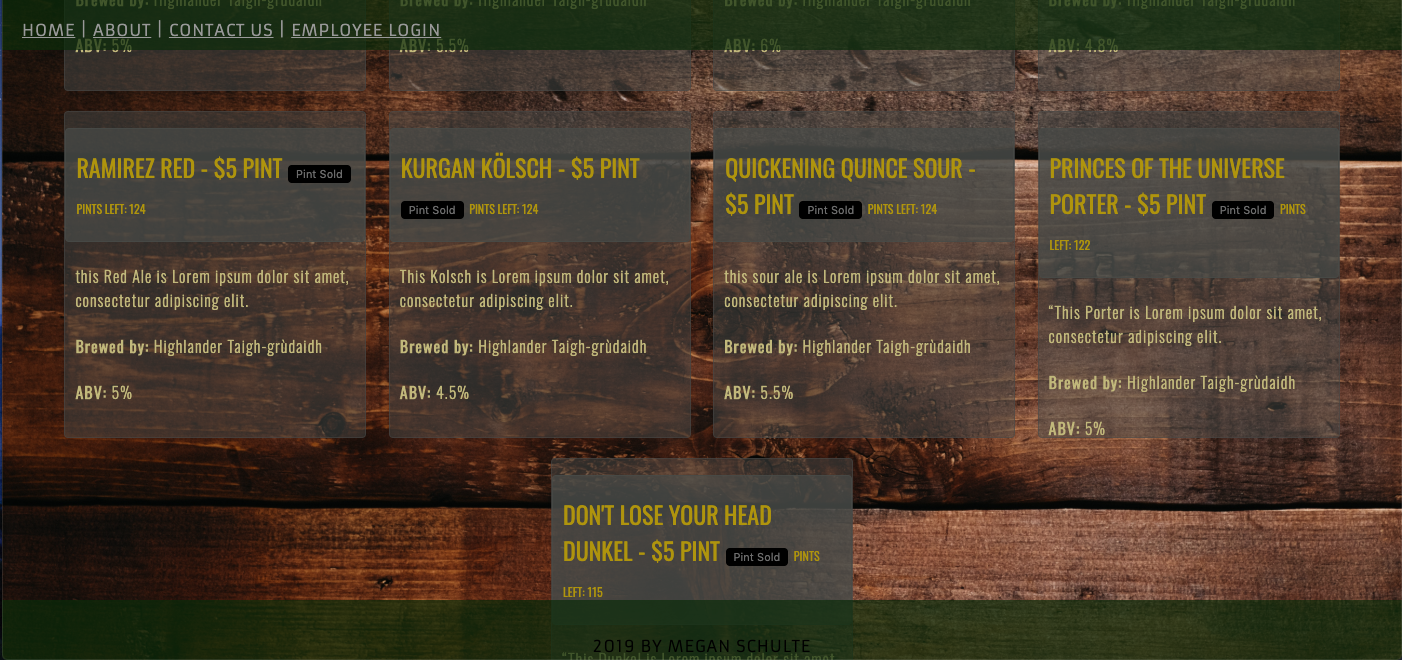 Brewed by: Highlander Taigh-grùdaidh
Brewed by: Highlander Taigh-grùdaidh
Brewed by: Highlander Taigh-grùdaidh
Brewed by: Highlander Taigh-grùdaidh
HOME | ABOUT | CONTACT US | EMPLOYEE LOGIN
ABV: 5%
ABV: 5.5%
ABV: 6%
ABV: 4.8%
RAMIREZ RED - $5 PINT Pint Sold
PINTS LEFT: 124
this Red Ale is Lorem ipsum dolor sit amet,
consectetur adipiscing elit.
Brewed by: Highlander Taigh-grùdaidh
ABV: 5%
KURGAN KÖLSCH - $5 PINT
Pint Sold PINTS LEFT: 124
This Kolsch is Lorem ipsum dolor sit amet,
consectetur adipiscing elit.
Brewed by: Highlander Taigh-grùdaidh
ABV: 4.5%
QUICKENING QUINCE SOUR -
$5 PINT Pint Sold PINTS LEFT: 124
this sour ale is Lorem ipsum dolor sit amet,
consectetur adipiscing elit.
Brewed by: Highlander Taigh-grùdaidh
ABV: 5.5%
PRINCES OF THE UNIVERSE
PORTER - $5 PINT Pint Sold PINTS
LEFT: 122
“This Porter is Lorem ipsum dolor sit amet,
consectetur adipiscing elit.
Brewed by: Highlander Taigh-grùdaidh
ABV: 5%
DON'T LOSE YOUR HEAD
DUNKEL - $5 PINT Pint Sold PINTS
LEFT: 115
2019 BY MEGAN SCHULTE
“This Dunkel is Lorem ipsum dolor sit amet,